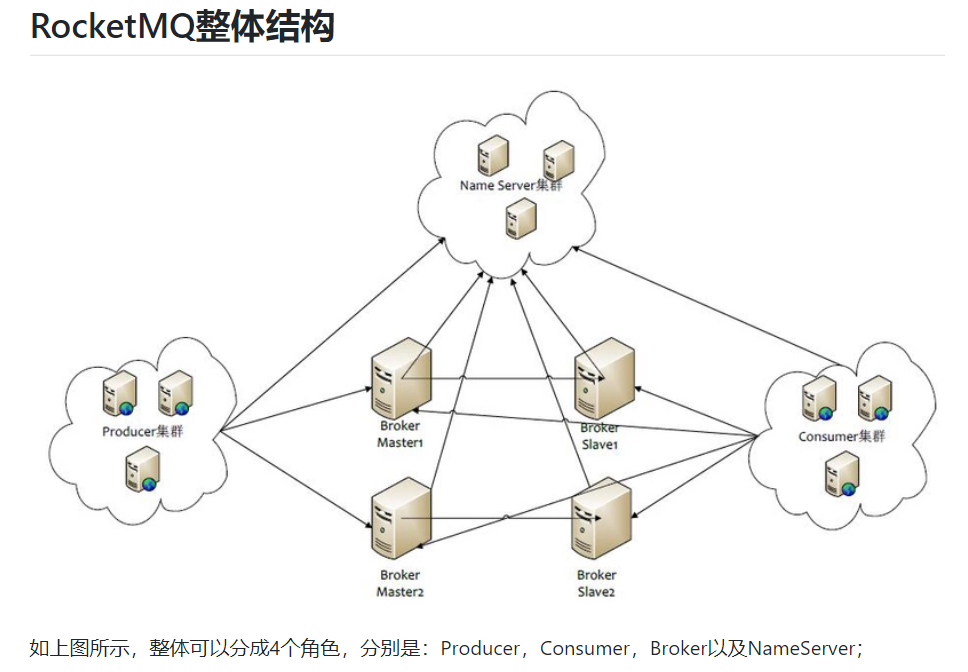 RocketMQ整体结构
Name Server集群
Producer集群
Broker
Master1
Broker
Slave1
Consumer集群
Broker
Master2
Broker
Slave2
如上图所示，整体可以分成4个角色，分别是：Producer，Consumer，Broker以及NameServer；